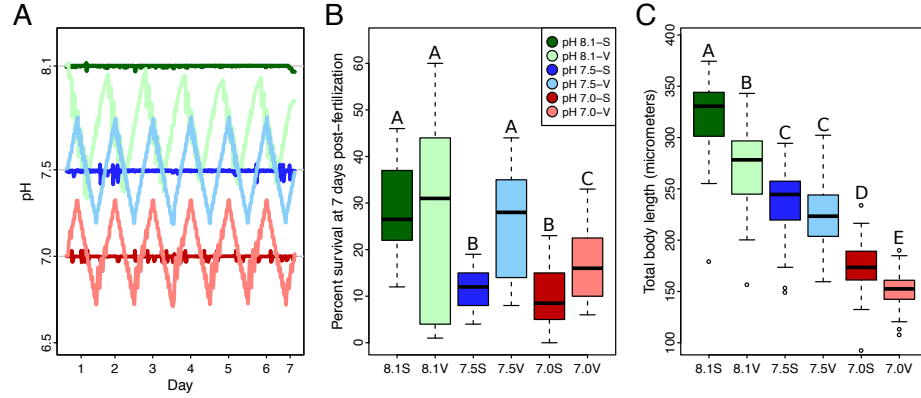 A
pH
8.1
7.5
7.0
6.5
1 2 3 4 5 6 7
Day
B
Percent survival at 7 days post−fertilization
60
50
40
30
20
10
0
pH 8.1−S
pH 8.1−V
pH 7.5−S
pH 7.5−V
pH 7.0−S
pH 7.0−V
A A B A B C
8.1S 8.1V 7.5S 7.5V 7.0S 7.0V
C
Total body length (micrometers)
400
350
300
250
200
150
100
A B C C D E
8.1S 8.1V 7.5S 7.5V 7.0S 7.0V